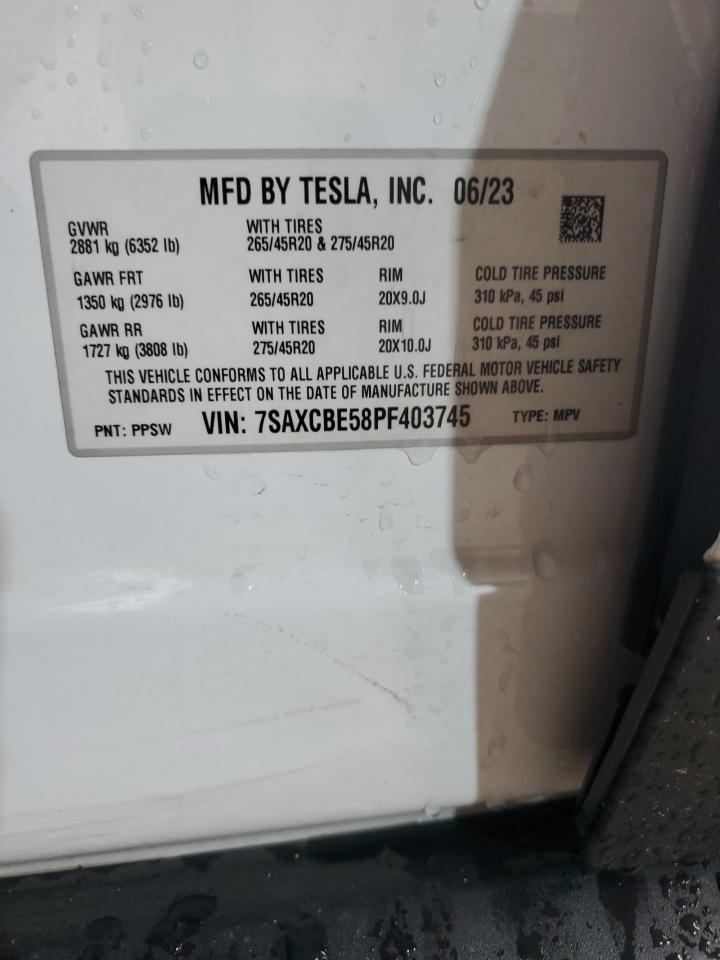 MFD BY TESLA, INC. 06/23
GVWR WITH TIRES
2881 kg (6352 lb) 265/45R20 & 275/45R20
GAWR FRT WITH TIRES RIM COLD TIRE PRESSURE
1350 kg (2976 lb) 265/45R20 20X9.0J 310 kPa, 45 psi
GAWR RR WITH TIRES RIM COLD TIRE PRESSURE
1727 kg (3808 lb) 275/45R20 20X10.0J 310 kPa, 45 psi
THIS VEHICLE CONFORMS TO ALL APPLICABLE U.S. FEDERAL MOTOR VEHICLE SAFETY
STANDARDS IN EFFECT ON THE DATE OF MANUFACTURE SHOWN ABOVE.
PNT: PPSW VIN: 7SAXCBE58PF403745 TYPE: MPV